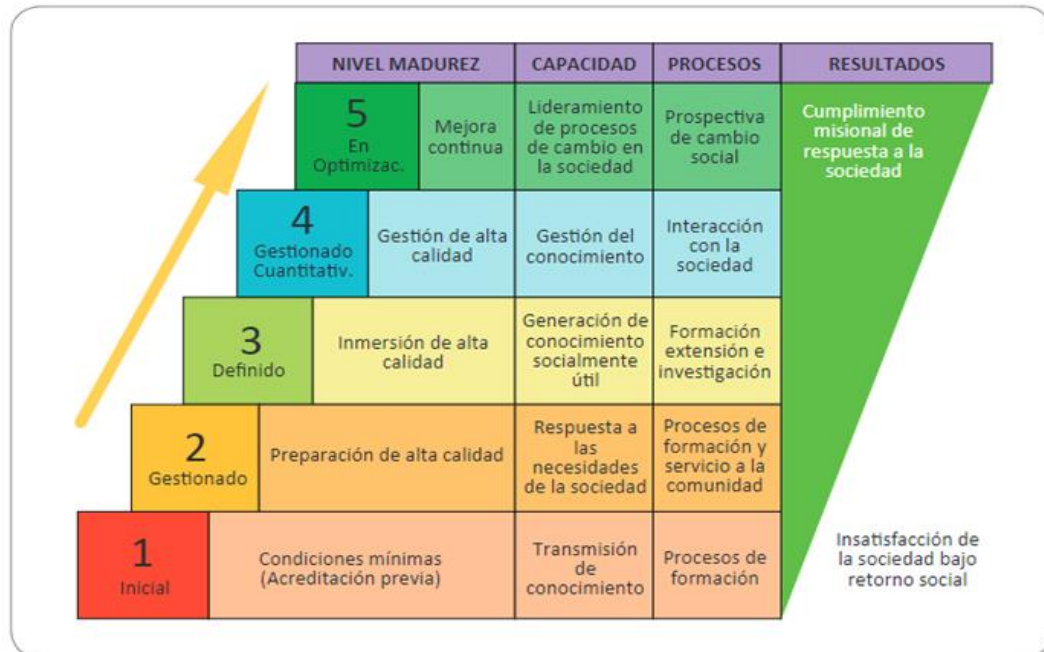 NIVEL MADUREZ
CAPACIDAD
PROCESOS
RESULTADOS
5
En
Optimizac.
Mejora
continua
Lideramiento
de procesos
de cambio en
la sociedad
Prospectiva
de cambio
social
Cumplimiento
misional de
respuesta a la
sociedad
4
Gestionado
Cuantitativ.
Gestión de alta
calidad
Gestión del
conocimiento
Interacción
con la
sociedad
3
Definido
Inmersión de alta
calidad
Generación de
conocimiento
socialmente
útil
Formación
extensión e
investigación
2
Gestionado
Preparación de alta calidad
Respuesta a
las
necesidades
de la sociedad
Procesos de
formación y
servicio a la
comunidad
1
Inicial
Condiciones mínimas
(Acreditación previa)
Transmisión
de
conocimiento
Procesos de
formación
Insatisfacción de
la sociedad bajo
retorno social